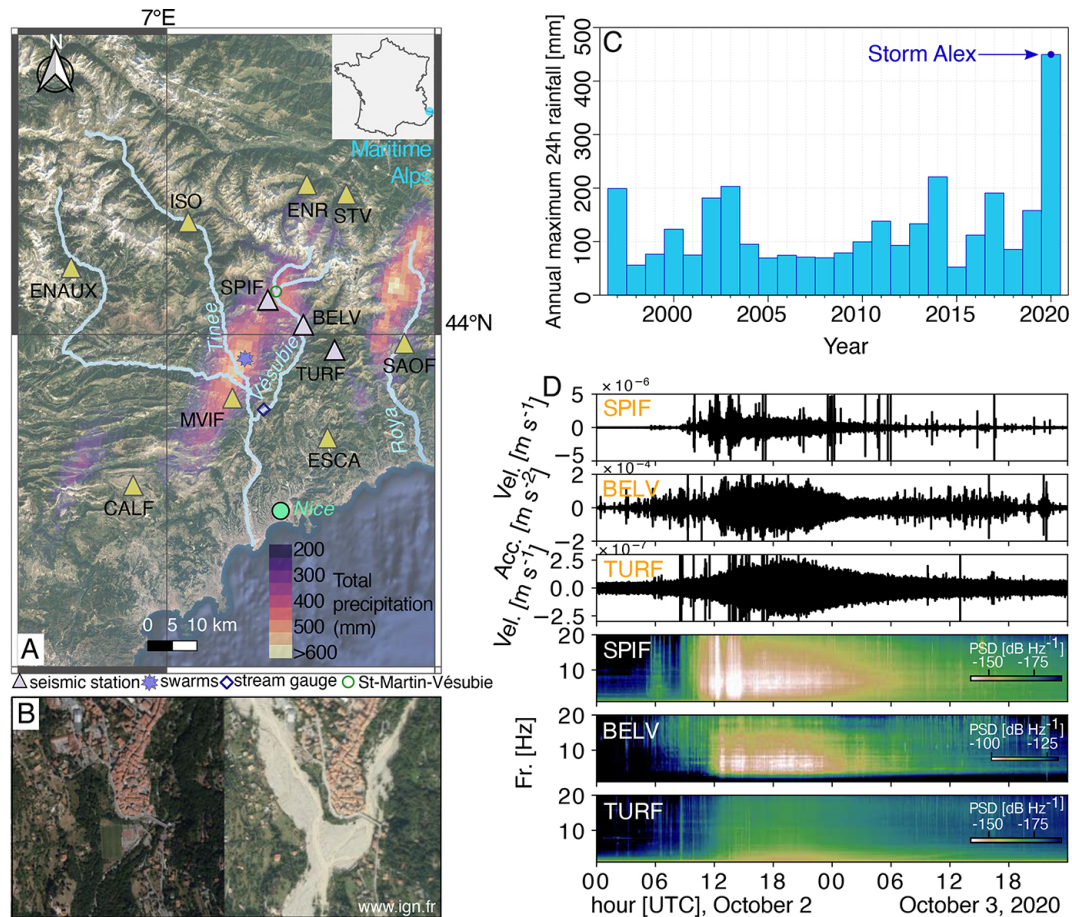 7°E
A
N
Maritime
Alps
ISO
ENR
STV
ENAUX
SPIF
BELV
44°N
Tinée
Vésubie
TURF
SAOF
MVIF
Roya
ESCA
CALF
Nice
200
300
400
500
>600
Total
precipitation
(mm)
0 5 10 km
seismic station swarms stream gauge St-Martin-Vésubie
B
www.ign.fr
C
Annual maximum 24h rainfall [mm]
500
400
300
200
100
0
Storm Alex
2000 2005 2010 2015 2020
Year
D
× 10⁻⁶
SPIF
5
0
−5
Vel. [m s⁻¹]
× 10⁻⁴
BELV
2
0
−2
Acc. [m s⁻²]
× 10⁻⁷
TURF
2.5
0.0
−2.5
Vel. [m s⁻¹]
Fr. [Hz]
20
10
SPIF
PSD [dB Hz⁻¹]
-150 -175
20
10
BELV
PSD [dB Hz⁻¹]
-100 -125
20
10
TURF
PSD [dB Hz⁻¹]
-150 -175
00 06 12 18 00 06 12 18
hour [UTC], October 2 October 3, 2020